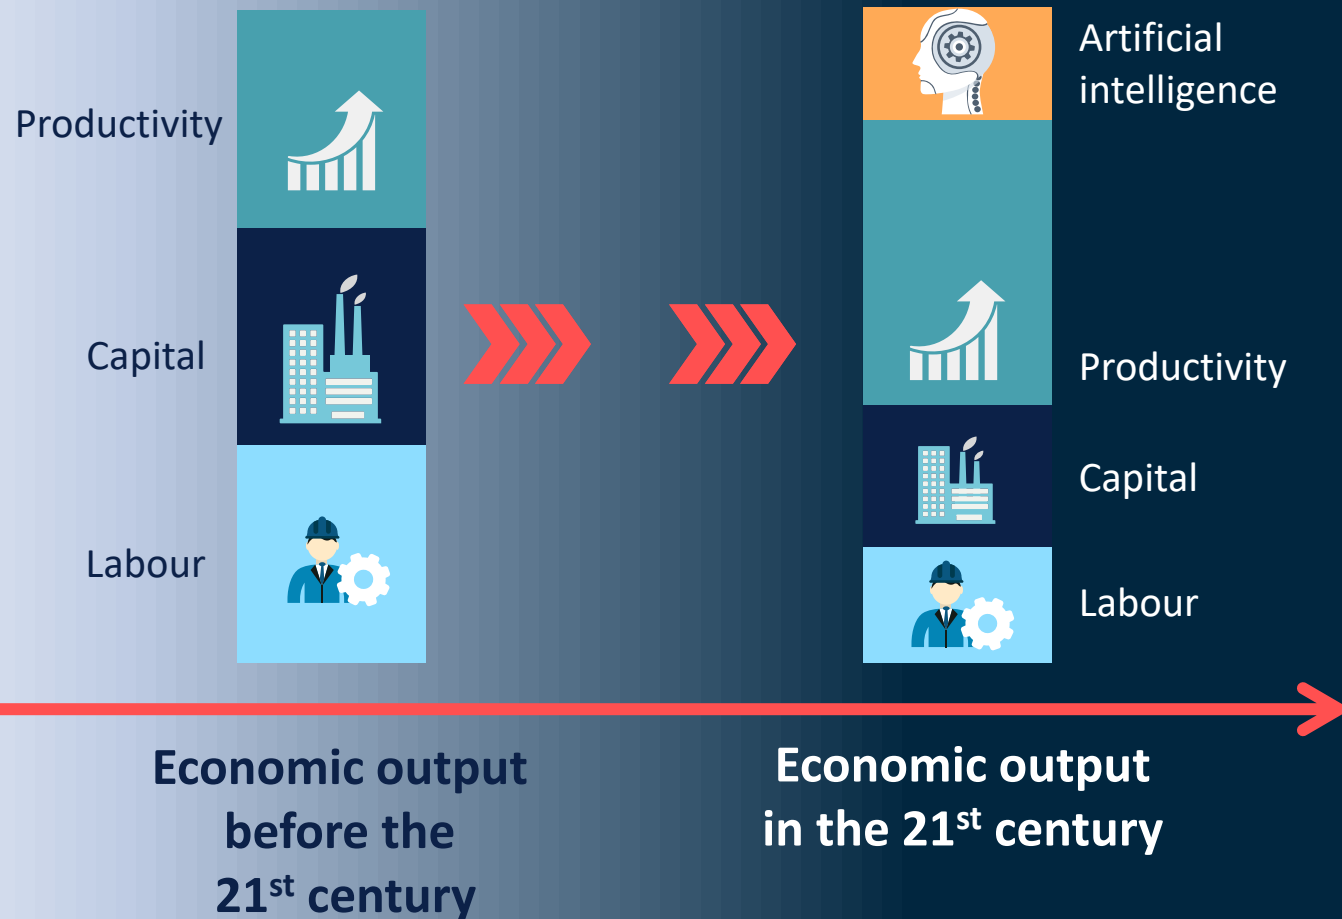 Productivity
Capital
Labour
Artificial
intelligence
Productivity
Capital
Labour
Economic output
before the
21st century
Economic output
in the 21st century